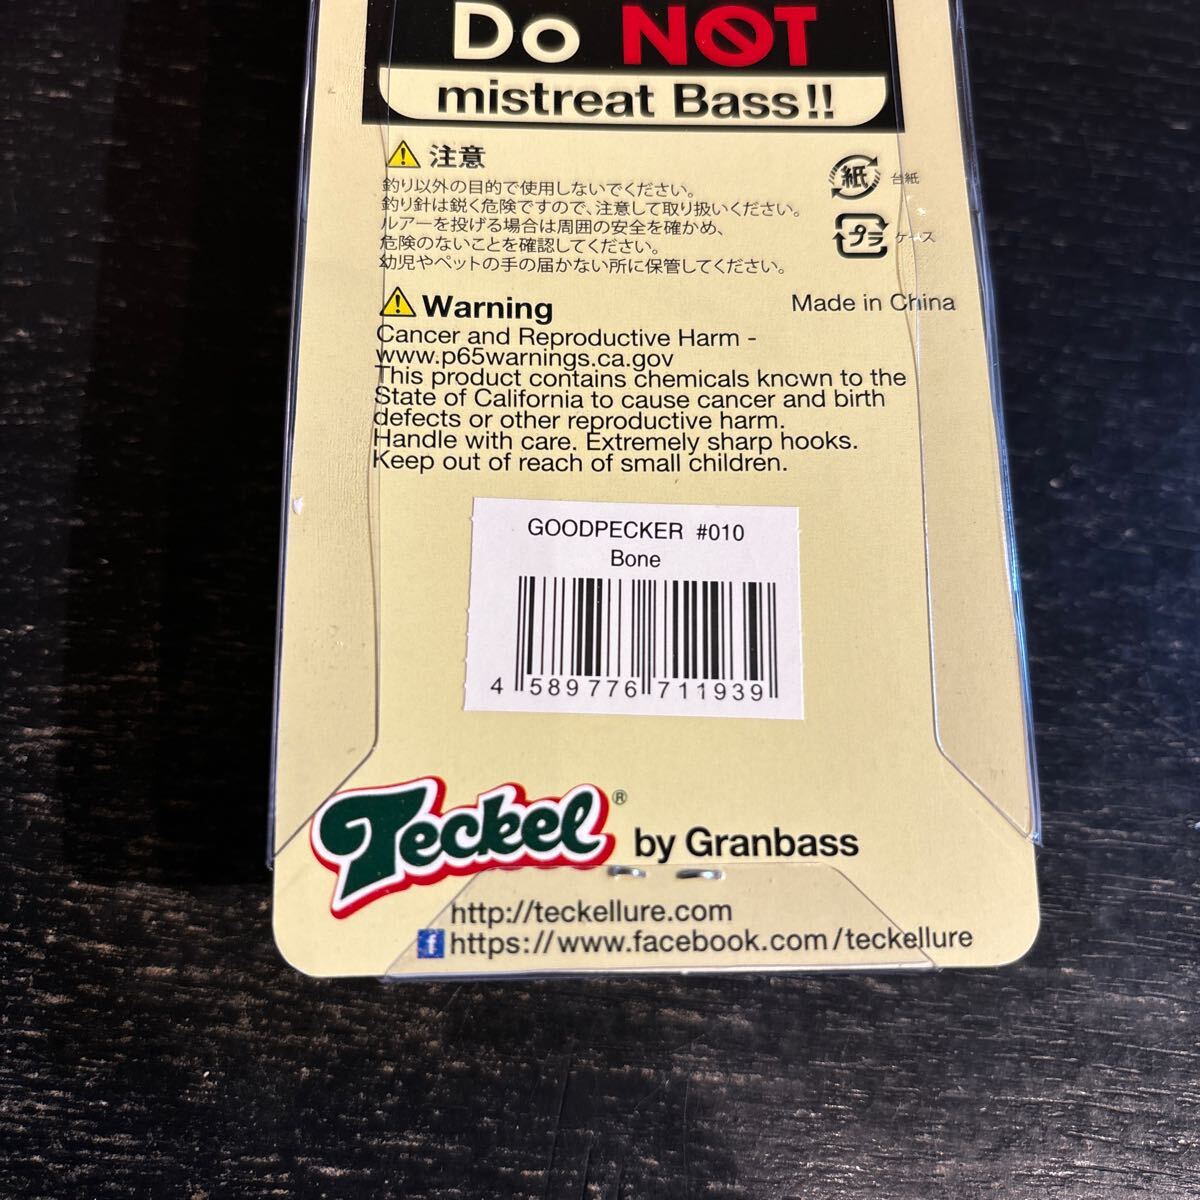 Do NOT
mistreat Bass!!
注意
釣り以外の目的で使用しないでください。
釣り針は鋭く危険ですので、注意して取り扱いください。
ルアーを投げる場合は周囲の安全を確かめ、
危険のないことを確認してください。
幼児やペットの手の届かない所に保管してください。
紙 台紙
プラ ケース
Warning
Made in China
Cancer and Reproductive Harm -
www.p65warnings.ca.gov
This product contains chemicals kncwn to the
State of California to cause cancer and birth
defects or other reproductive harm.
Handle with care. Extremely sharp hooks.
Keep out of reach of small children.
GOODPECKER #010
Bone
4 589776 711939
Teckel® by Granbass
http://teckellure.com
f https://www.facebook.com/teckellure